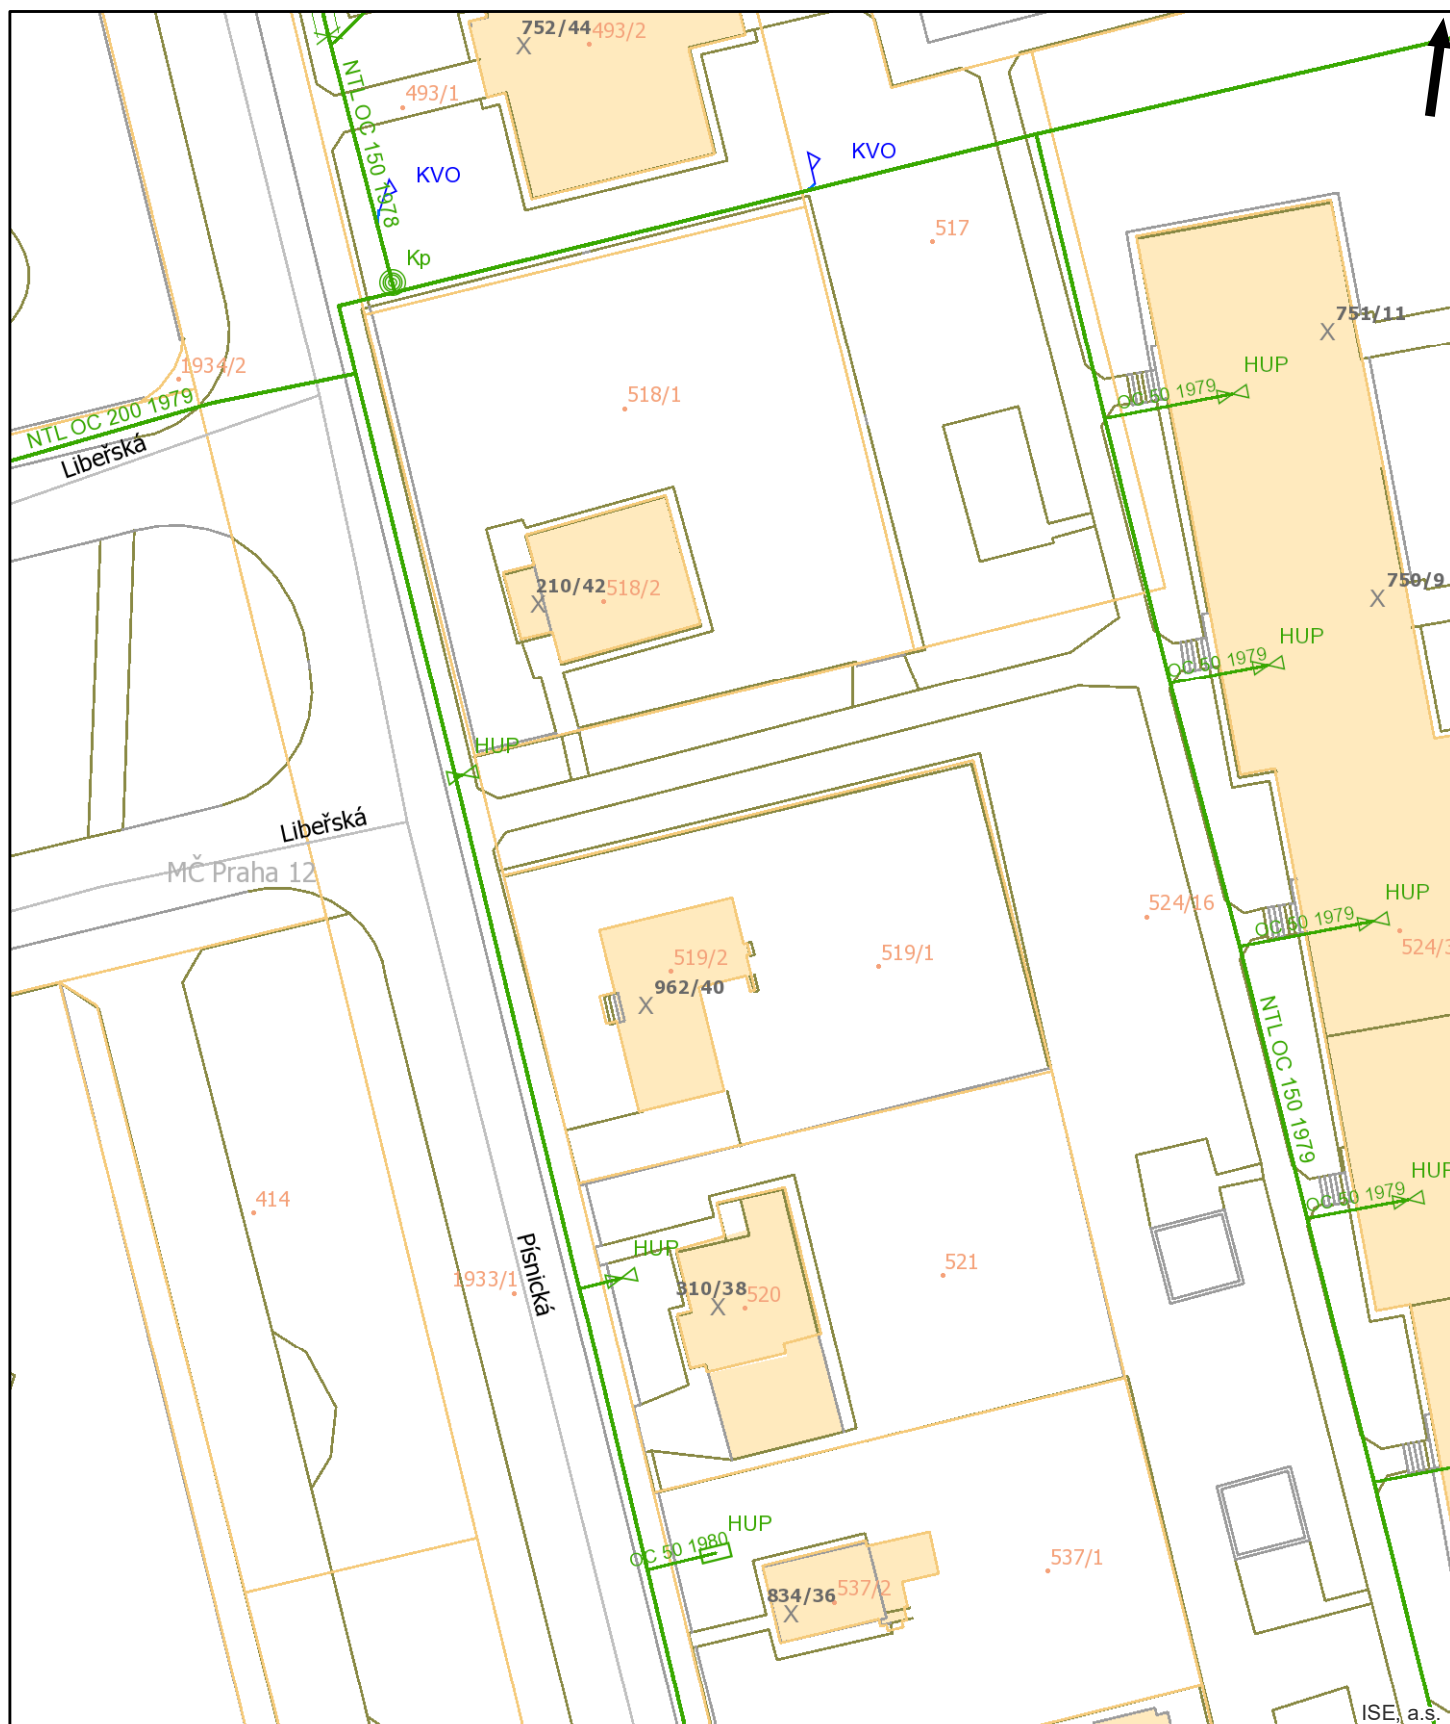 752/44
493/2
493/1
NTL OC 150 1978
KVO
KVO
Kp
517
751/11
1934/2
HUP
OC 50 1979
518/1
NTL OC 200 1979
Libeřská
210/42
518/2
750/9
HUP
OC 50 1979
HUP
Libeřská
MČ Praha 12
524/16
HUP
OC 50 1979
524/3
519/2
519/1
962/40
NTL OC 150 1979
414
HUP
OC 50 1979
Písnická
HUP
1933/1
521
310/38
520
HUP
OC 50 1980
537/1
834/36
537/2
ISE, a.s.